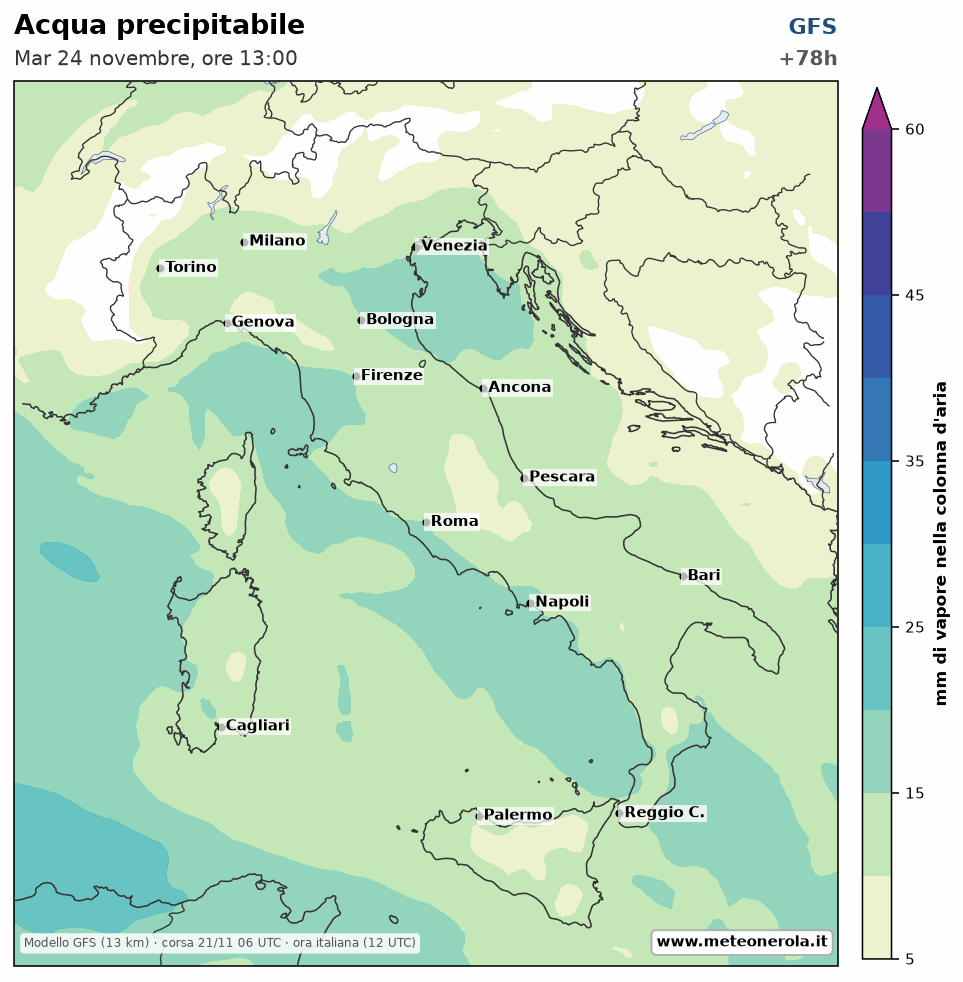 Acqua precipitabile
GFS
Mar 24 novembre, ore 13:00
+78h
60
45
35
25
15
5
mm di vapore nella colonna d'aria
Milano
Venezia
Torino
Genova
Bologna
Firenze
Ancona
Pescara
Roma
Bari
Napoli
Cagliari
Palermo
Reggio C.
Modello GFS (13 km) · corsa 21/11 06 UTC · ora italiana (12 UTC)
www.meteonerola.it